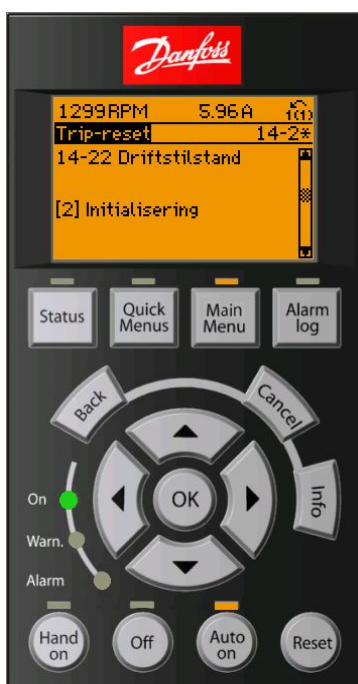 Danfoss
1299RPM 5.96A 1(1)
Trip-reset 14-2*
14-22 Driftstilstand
[2] Initialisering
Status
Quick Menus
Main Menu
Alarm log
Back
Cancel
Info
OK
On
Warn.
Alarm
Hand on
Off
Auto on
Reset